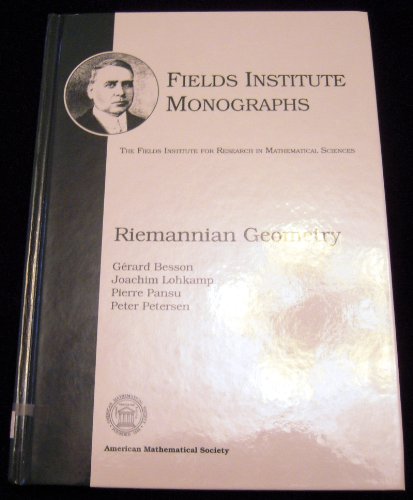 FIELDS INSTITUTE
MONOGRAPHS
THE FIELDS INSTITUTE FOR RESEARCH IN MATHEMATICAL SCIENCES
Riemannian Geometry
Gérard Besson
Joachim Lohkamp
Pierre Pansu
Peter Petersen
American Mathematical Society